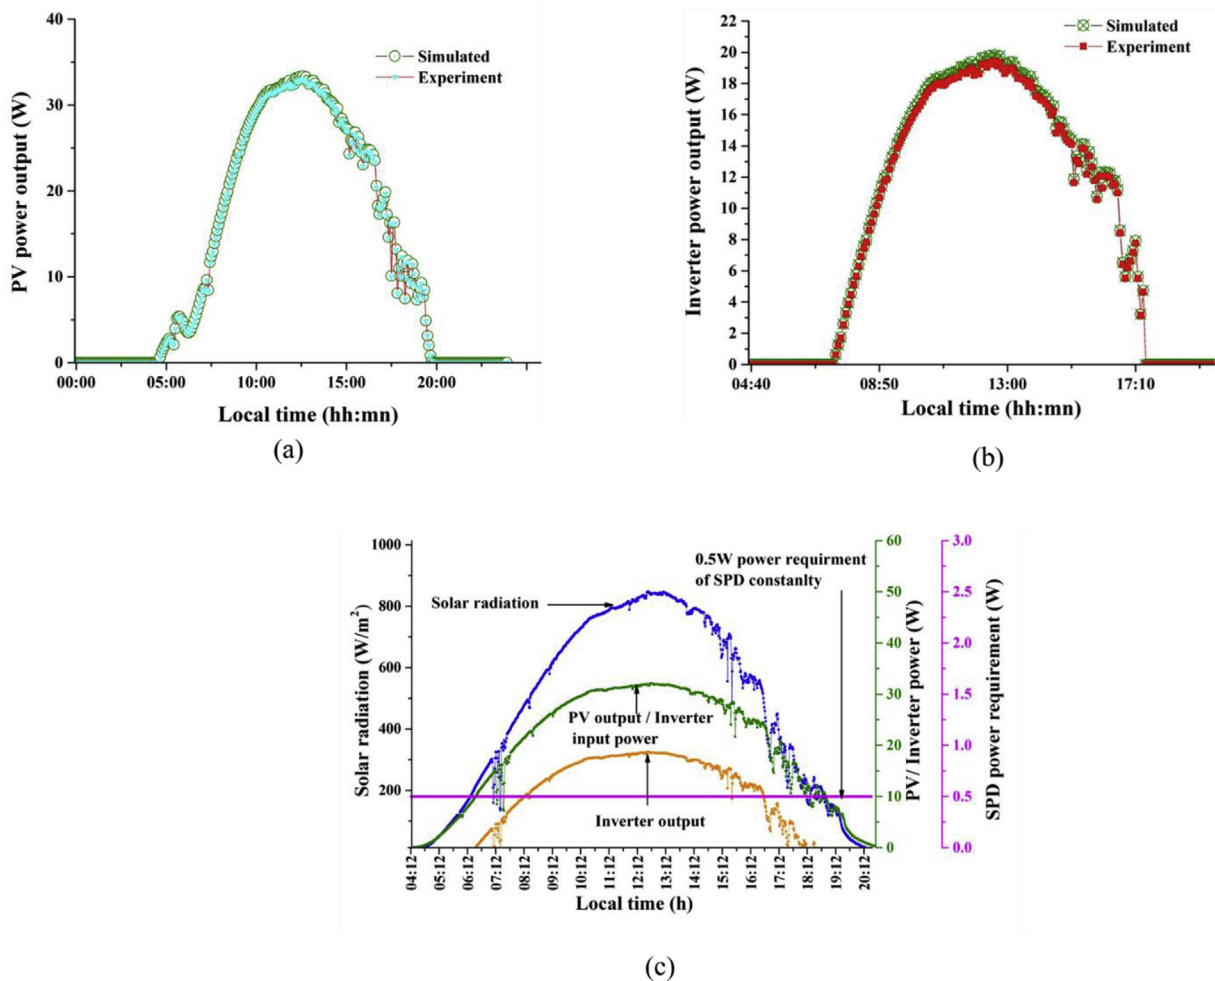 40
30
20
10
0
PV power output (W)
Simulated
Experiment
00:00 05:00 10:00 15:00 20:00
Local time (hh:mn)
(a)
22
20
18
16
14
12
10
8
6
4
2
0
Inverter power output (W)
Simulated
Experiment
04:40 08:50 13:00 17:10
Local time (hh:mn)
(b)
1000
800
600
400
200
Solar radiation (W/m²)
Solar radiation
0.5W power requirment
of SPD constanlty
PV output / Inverter
input power
Inverter output
60
50
40
30
20
10
0
PV/ Inverter power (W)
3.0
2.5
2.0
1.5
1.0
0.5
0.0
SPD power requirement (W)
04:12 05:12 06:12 07:12 08:12 09:12 10:12 11:12 12:12 13:12 14:12 15:12 16:12 17:12 18:12 19:12 20:12
Local time (h)
(c)